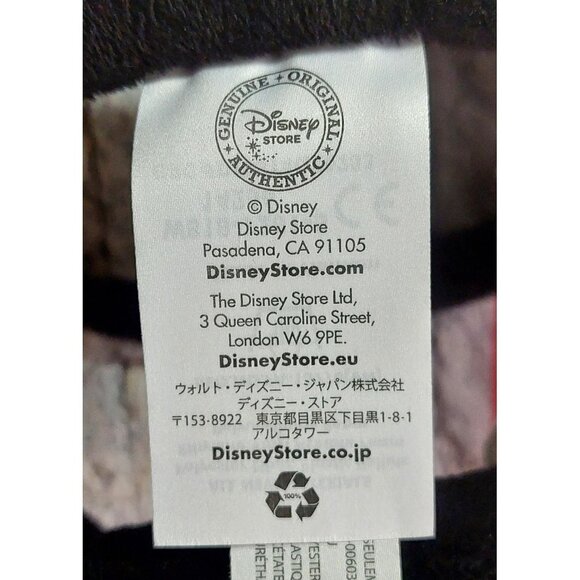 GENUINE • ORIGINAL
Disney
STORE
AUTHENTIC
© Disney
Disney Store
Pasadena, CA 91105
DisneyStore.com
The Disney Store Ltd,
3 Queen Caroline Street,
London W6 9PE.
DisneyStore.eu
ウォルト・ディズニー・ジャパン株式会社
ディズニー・ストア
〒153-8922 東京都目黒区下目黒1-8-1
アルコタワー
DisneyStore.co.jp
100%